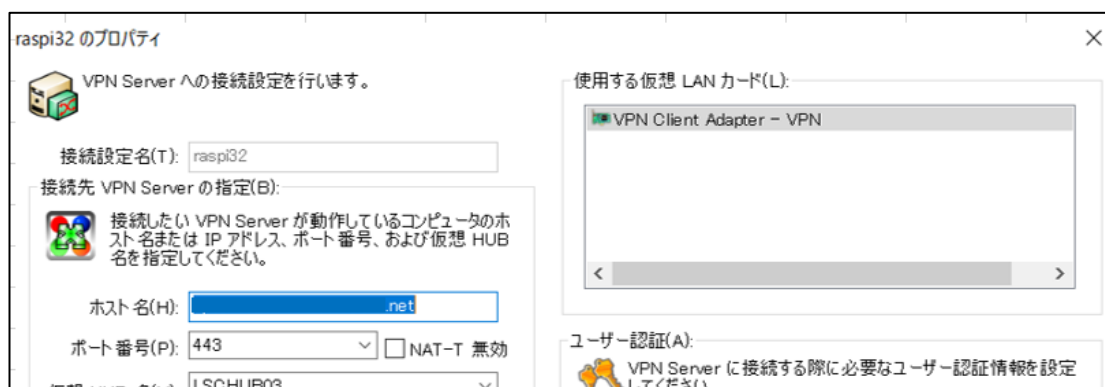 raspi32 のプロパティ
VPN Server への接続設定を行います。
接続設定名(T): raspi32
接続先 VPN Server の指定(B):
接続したい VPN Server が動作しているコンピュータのホ
スト名または IP アドレス、ポート番号、および仮想 HUB
名を指定してください。
ホスト名(H): .net
ポート番号(P): 443 NAT-T 無効
LSCHUB03
使用する仮想 LAN カード(L):
VPN Client Adapter - VPN
ユーザー認証(A):
VPN Server に接続する際に必要なユーザー認証情報を設定
してください